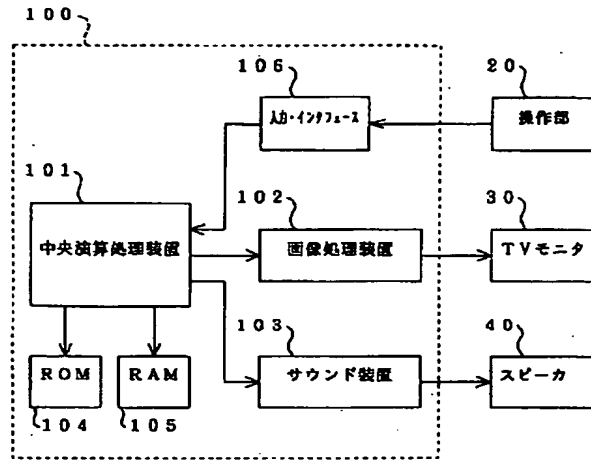 100
106
20
入力・インタフェース
操作部
101
102
30
中央演算処理装置
画像処理装置
TVモニタ
103
40
ROM
RAM
サウンド装置
スピーカ
104
105